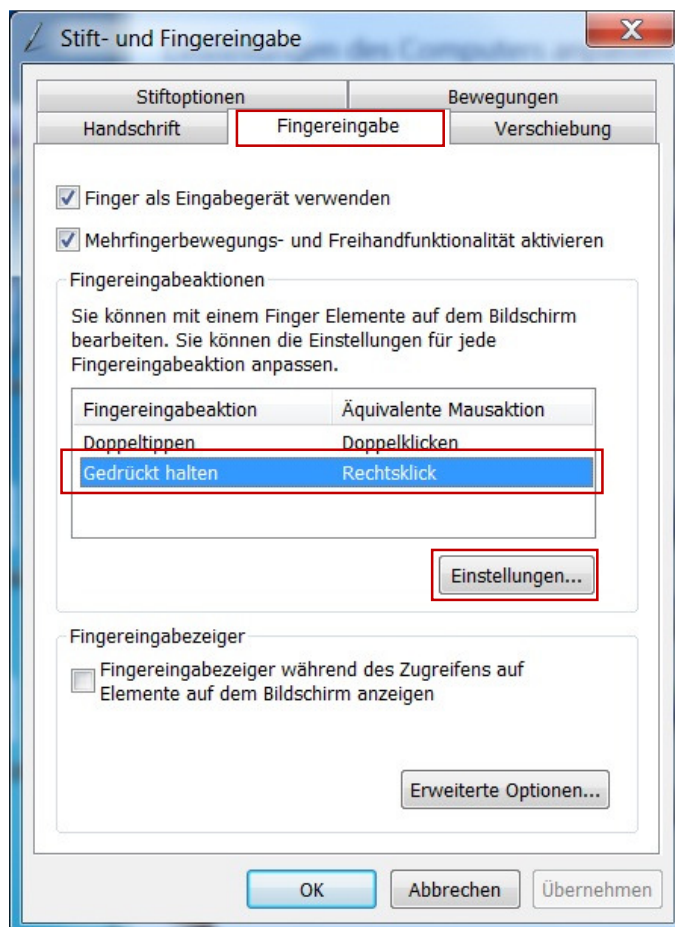 Stift- und Fingereingabe
X
Stiftoptionen Bewegungen
Handschrift Fingereingabe Verschiebung
Finger als Eingabegerät verwenden
Mehrfingerbewegungs- und Freihandfunktionalität aktivieren
Fingereingabeaktionen
Sie können mit einem Finger Elemente auf dem Bildschirm
bearbeiten. Sie können die Einstellungen für jede
Fingereingabeaktion anpassen.
Fingereingabeaktion Äquivalente Mausaktion
Doppeltippen Doppelklicken
Gedrückt halten Rechtsklick
Einstellungen...
Fingereingabezeiger
Fingereingabezeiger während des Zugreifens auf
Elemente auf dem Bildschirm anzeigen
Erweiterte Optionen...
OK Abbrechen Übernehmen